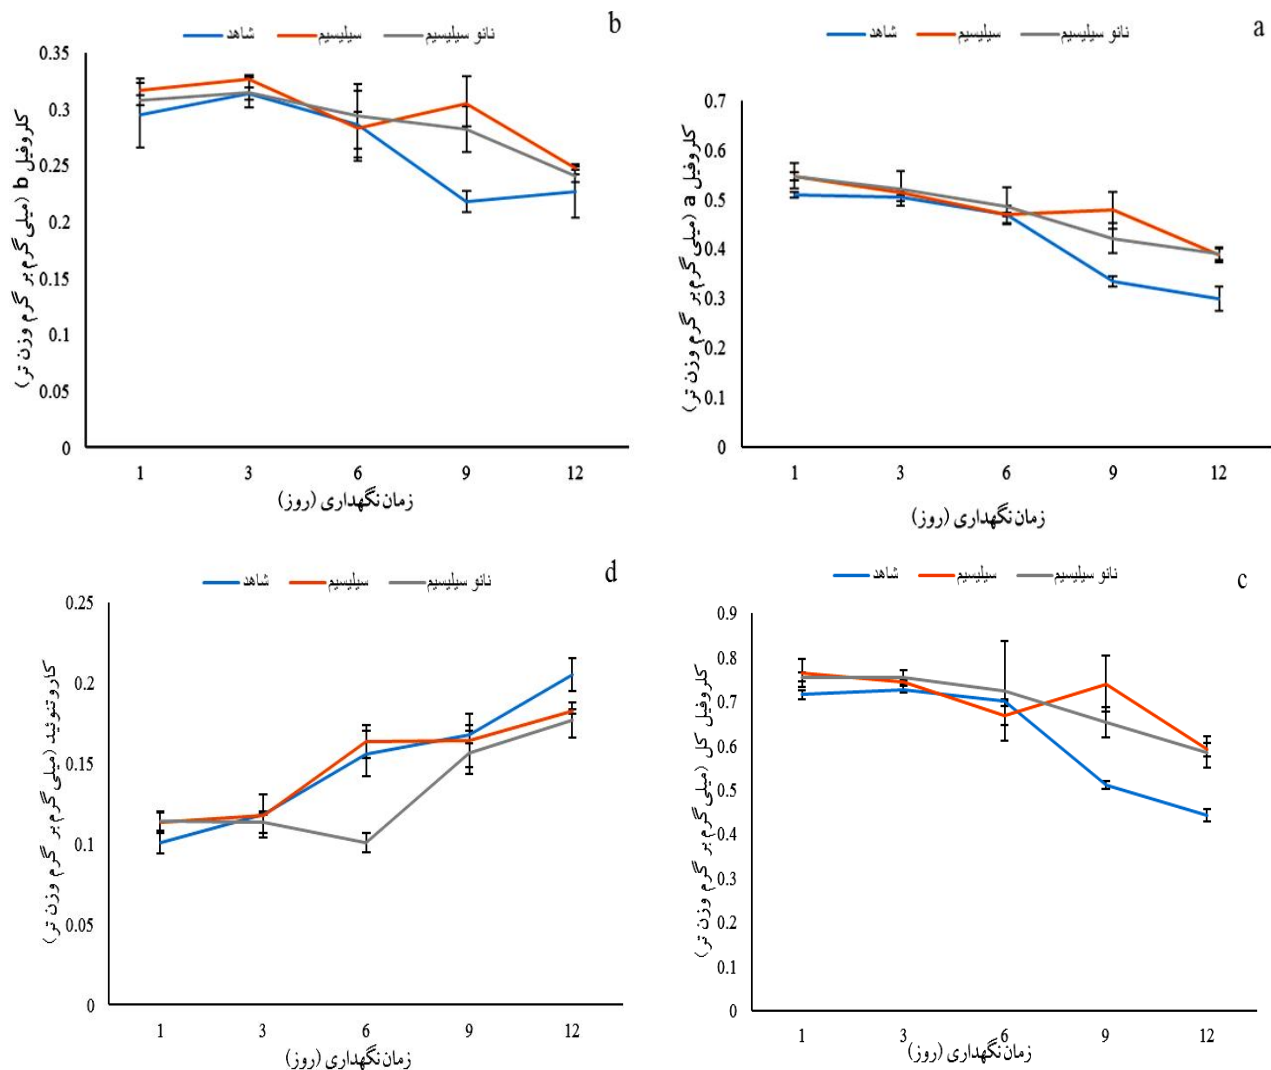 b
شاهد سیلیسیم نانو سیلیسیم
کلروفیل b (میلی گرم بر گرم وزن تر)
0.35
0.3
0.25
0.2
0.15
0.1
0.05
0
1 3 6 9 12
زمان نگهداری (روز)
a
شاهد سیلیسیم نانو سیلیسیم
کلروفیل a (میلی گرم بر گرم وزن تر)
0.7
0.6
0.5
0.4
0.3
0.2
0.1
0
1 3 6 9 12
زمان نگهداری (روز)
d
شاهد سیلیسیم نانو سیلیسیم
کاروتنوئید (میلی گرم بر گرم وزن تر)
0.25
0.2
0.15
0.1
0.05
0
1 3 6 9 12
زمان نگهداری (روز)
c
شاهد سیلیسیم نانو سیلیسیم
کلروفیل کل (میلی گرم بر گرم وزن تر)
0.9
0.8
0.7
0.6
0.5
0.4
0.3
0.2
0.1
0
1 3 6 9 12
زمان نگهداری (روز)